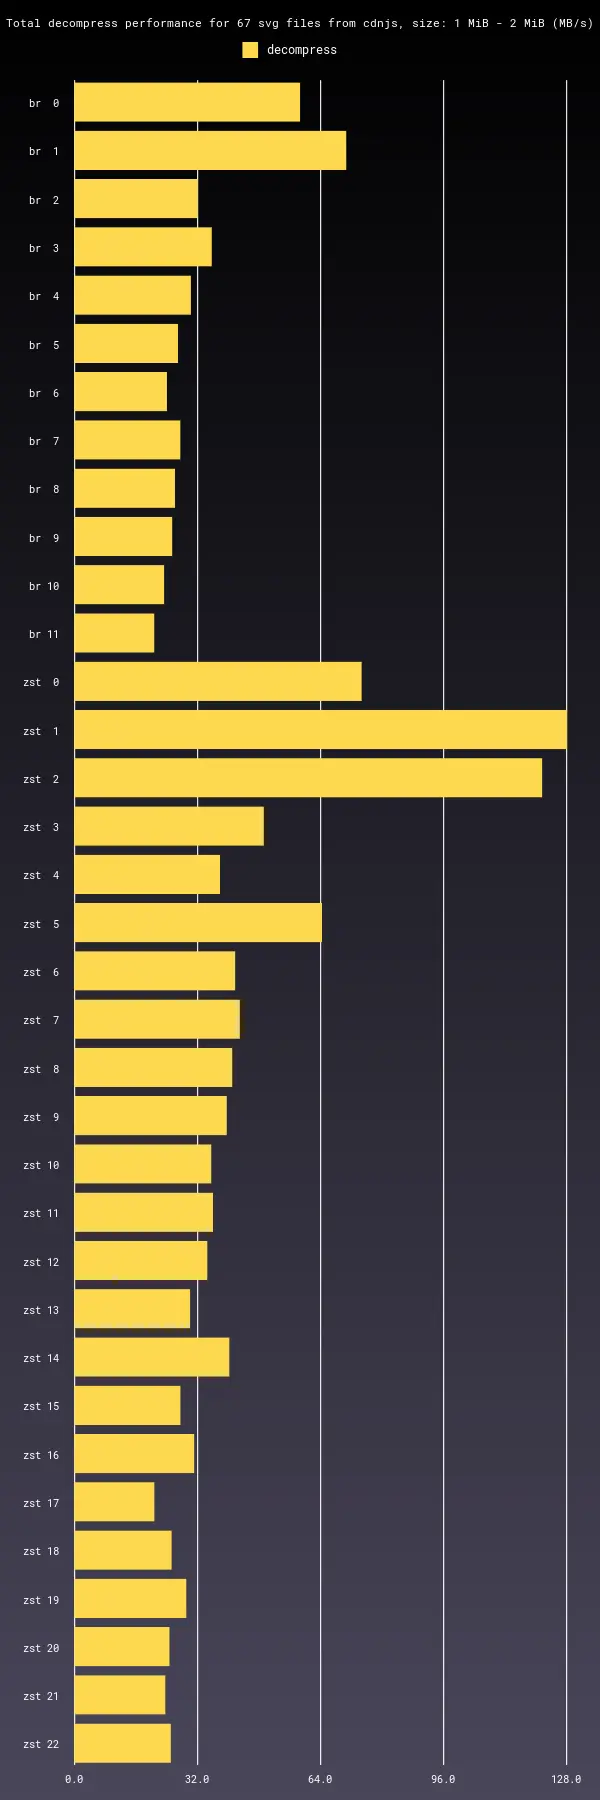 Total decompress performance for 67 svg files from cdnjs, size: 1 MiB - 2 MiB (MB/s)
decompress
br 0
br 1
br 2
br 3
br 4
br 5
br 6
br 7
br 8
br 9
br 10
br 11
zst 0
zst 1
zst 2
zst 3
zst 4
zst 5
zst 6
zst 7
zst 8
zst 9
zst 10
zst 11
zst 12
zst 13
zst 14
zst 15
zst 16
zst 17
zst 18
zst 19
zst 20
zst 21
zst 22
0.0 32.0 64.0 96.0 128.0